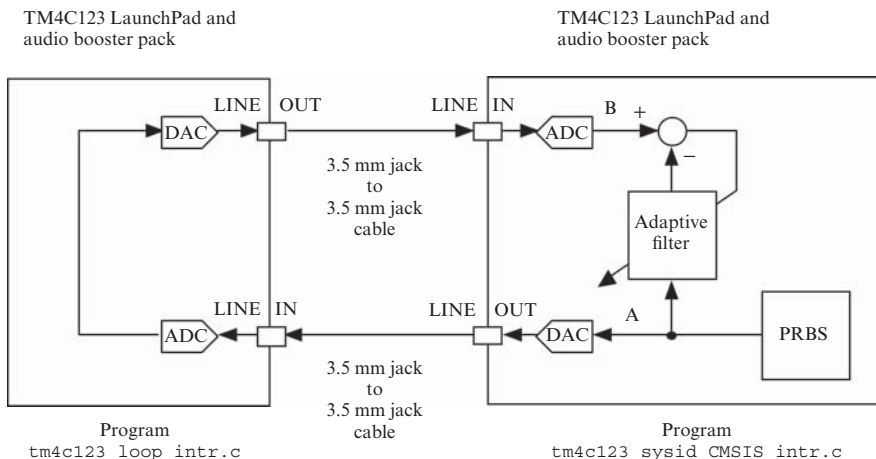 TM4C123 LaunchPad and
audio booster pack
TM4C123 LaunchPad and
audio booster pack
LINE OUT
LINE IN
B
+
DAC
ADC
−
3.5 mm jack
to
3.5 mm jack
cable
Adaptive
filter
LINE IN
LINE OUT
A
ADC
DAC
PRBS
3.5 mm jack
to
3.5 mm jack
cable
Program
tm4c123_loop_intr.c
Program
tm4c123_sysid_CMSIS_intr.c